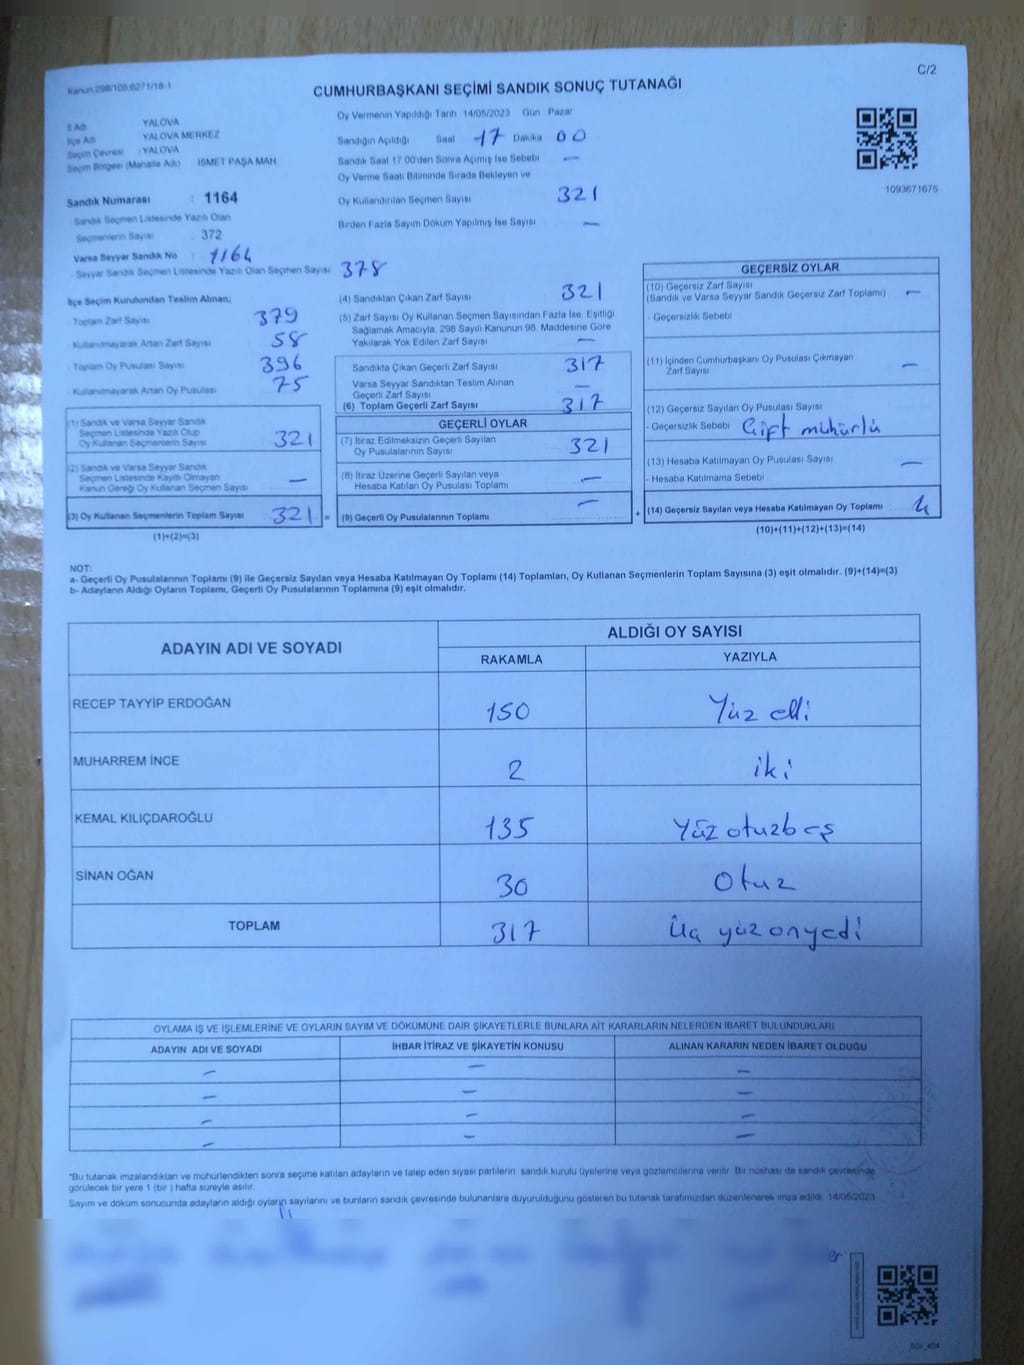 Kanun:298/105,6271/18-1
C/2
CUMHURBAŞKANI SEÇİMİ SANDIK SONUÇ TUTANAĞI
İl Adı : YALOVA
İlçe Adı : YALOVA MERKEZ
Seçim Çevresi : YALOVA
Seçim Bölgesi (Mahalle Adı) : İSMET PAŞA MAH.
Sandık Numarası : 1164
- Sandık Seçmen Listesinde Yazılı Olan
Seçmenlerin Sayısı : 372
Varsa Seyyar Sandık No : 1164
- Seyyar Sandık Seçmen Listesinde Yazılı Olan Seçmen Sayısı : 378
Oy Vermenin Yapıldığı Tarih 14/05/2023 Gün Pazar
Sandığın Açıldığı Saat 17 Dakika 00
Sandık Saat 17:00'den Sonra Açılmış İse Sebebi —
Oy Verme Saati Bitiminde Sırada Bekleyen ve
Oy Kullandırılan Seçmen Sayısı 321
Birden Fazla Sayım Döküm Yapılmış İse Sayısı —
1093671675
İlçe Seçim Kurulundan Teslim Alınan;
- Toplam Zarf Sayısı 379
- Kullanılmayarak Artan Zarf Sayısı 58
- Toplam Oy Pusulası Sayısı 396
- Kullanılmayarak Artan Oy Pusulası 75
(1) Sandık ve Varsa Seyyar Sandık
Seçmen Listesinde Yazılı Olup
Oy Kullanan Seçmenlerin Sayısı 321
(2) Sandık ve Varsa Seyyar Sandık
Seçmen Listesinde Kayıtlı Olmayan
Kanun Gereği Oy Kullanan Seçmen Sayısı —
(3) Oy Kullanan Seçmenlerin Toplam Sayısı 321 =
(1)+(2)=(3)
(4) Sandıktan Çıkan Zarf Sayısı 321
(5) Zarf Sayısı Oy Kullanan Seçmen Sayısından Fazla İse, Eşitliği
Sağlamak Amacıyla, 298 Sayılı Kanunun 98. Maddesine Göre
Yakılarak Yok Edilen Zarf Sayısı —
Sandıkta Çıkan Geçerli Zarf Sayısı 317
Varsa Seyyar Sandıktan Teslim Alınan
Geçerli Zarf Sayısı —
(6) Toplam Geçerli Zarf Sayısı 317
GEÇERLİ OYLAR
(7) İtiraz Edilmeksizin Geçerli Sayılan
Oy Pusulalarının Sayısı 321
(8) İtiraz Üzerine Geçerli Sayılan veya
Hesaba Katılan Oy Pusulası Toplamı —
(9) Geçerli Oy Pusulalarının Toplamı — +
GEÇERSİZ OYLAR
(10) Geçersiz Zarf Sayısı
(Sandık ve Varsa Seyyar Sandık Geçersiz Zarf Toplamı) —
- Geçersizlik Sebebi
(11) İçinden Cumhurbaşkanı Oy Pusulası Çıkmayan
Zarf Sayısı —
(12) Geçersiz Sayılan Oy Pusulası Sayısı
- Geçersizlik Sebebi Çift mühürlü
(13) Hesaba Katılmayan Oy Pusulası Sayısı —
- Hesaba Katılmama Sebebi
(14) Geçersiz Sayılan veya Hesaba Katılmayan Oy Toplamı 4
(10)+(11)+(12)+(13)=(14)
NOT:
a- Geçerli Oy Pusulalarının Toplamı (9) ile Geçersiz Sayılan veya Hesaba Katılmayan Oy Toplamı (14) Toplamları, Oy Kullanan Seçmenlerin Toplam Sayısına (3) eşit olmalıdır. (9)+(14)=(3)
b- Adayların Aldığı Oyların Toplamı, Geçerli Oy Pusulalarının Toplamına (9) eşit olmalıdır.
ADAYIN ADI VE SOYADI ALDIĞI OY SAYISI
RAKAMLA YAZIYLA
RECEP TAYYİP ERDOĞAN 150 Yüz elli
MUHARREM İNCE 2 iki
KEMAL KILIÇDAROĞLU 135 Yüz otuzbeş
SİNAN OĞAN 30 Otuz
TOPLAM 317 Üç yüz onyedi
OYLAMA İŞ VE İŞLEMLERİNE VE OYLARIN SAYIM VE DÖKÜMÜNE DAİR ŞİKAYETLERLE BUNLARA AİT KARARLARIN NELERDEN İBARET BULUNDUKLARI
ADAYIN ADI VE SOYADI İHBAR İTİRAZ VE ŞİKAYETİN KONUSU ALINAN KARARIN NEDEN İBARET OLDUĞU
— — —
— — —
— — —
— — —
*Bu tutanak imzalandıktan ve mühürlendikten sonra seçime katılan adayların ve talep eden siyasi partilerin sandık kurulu üyelerine veya gözlemcilerine verilir. Bir nüshası da sandık çevresinde
görülecek bir yere 1 (bir ) hafta süreyle asılır.
Sayım ve döküm sonucunda adayların aldığı oyların sayılarını ve bunların sandık çevresinde bulunanlara duyurulduğunu gösteren bu tutanak tarafımızdan düzenlenerek imza edildi. 14/05/2023